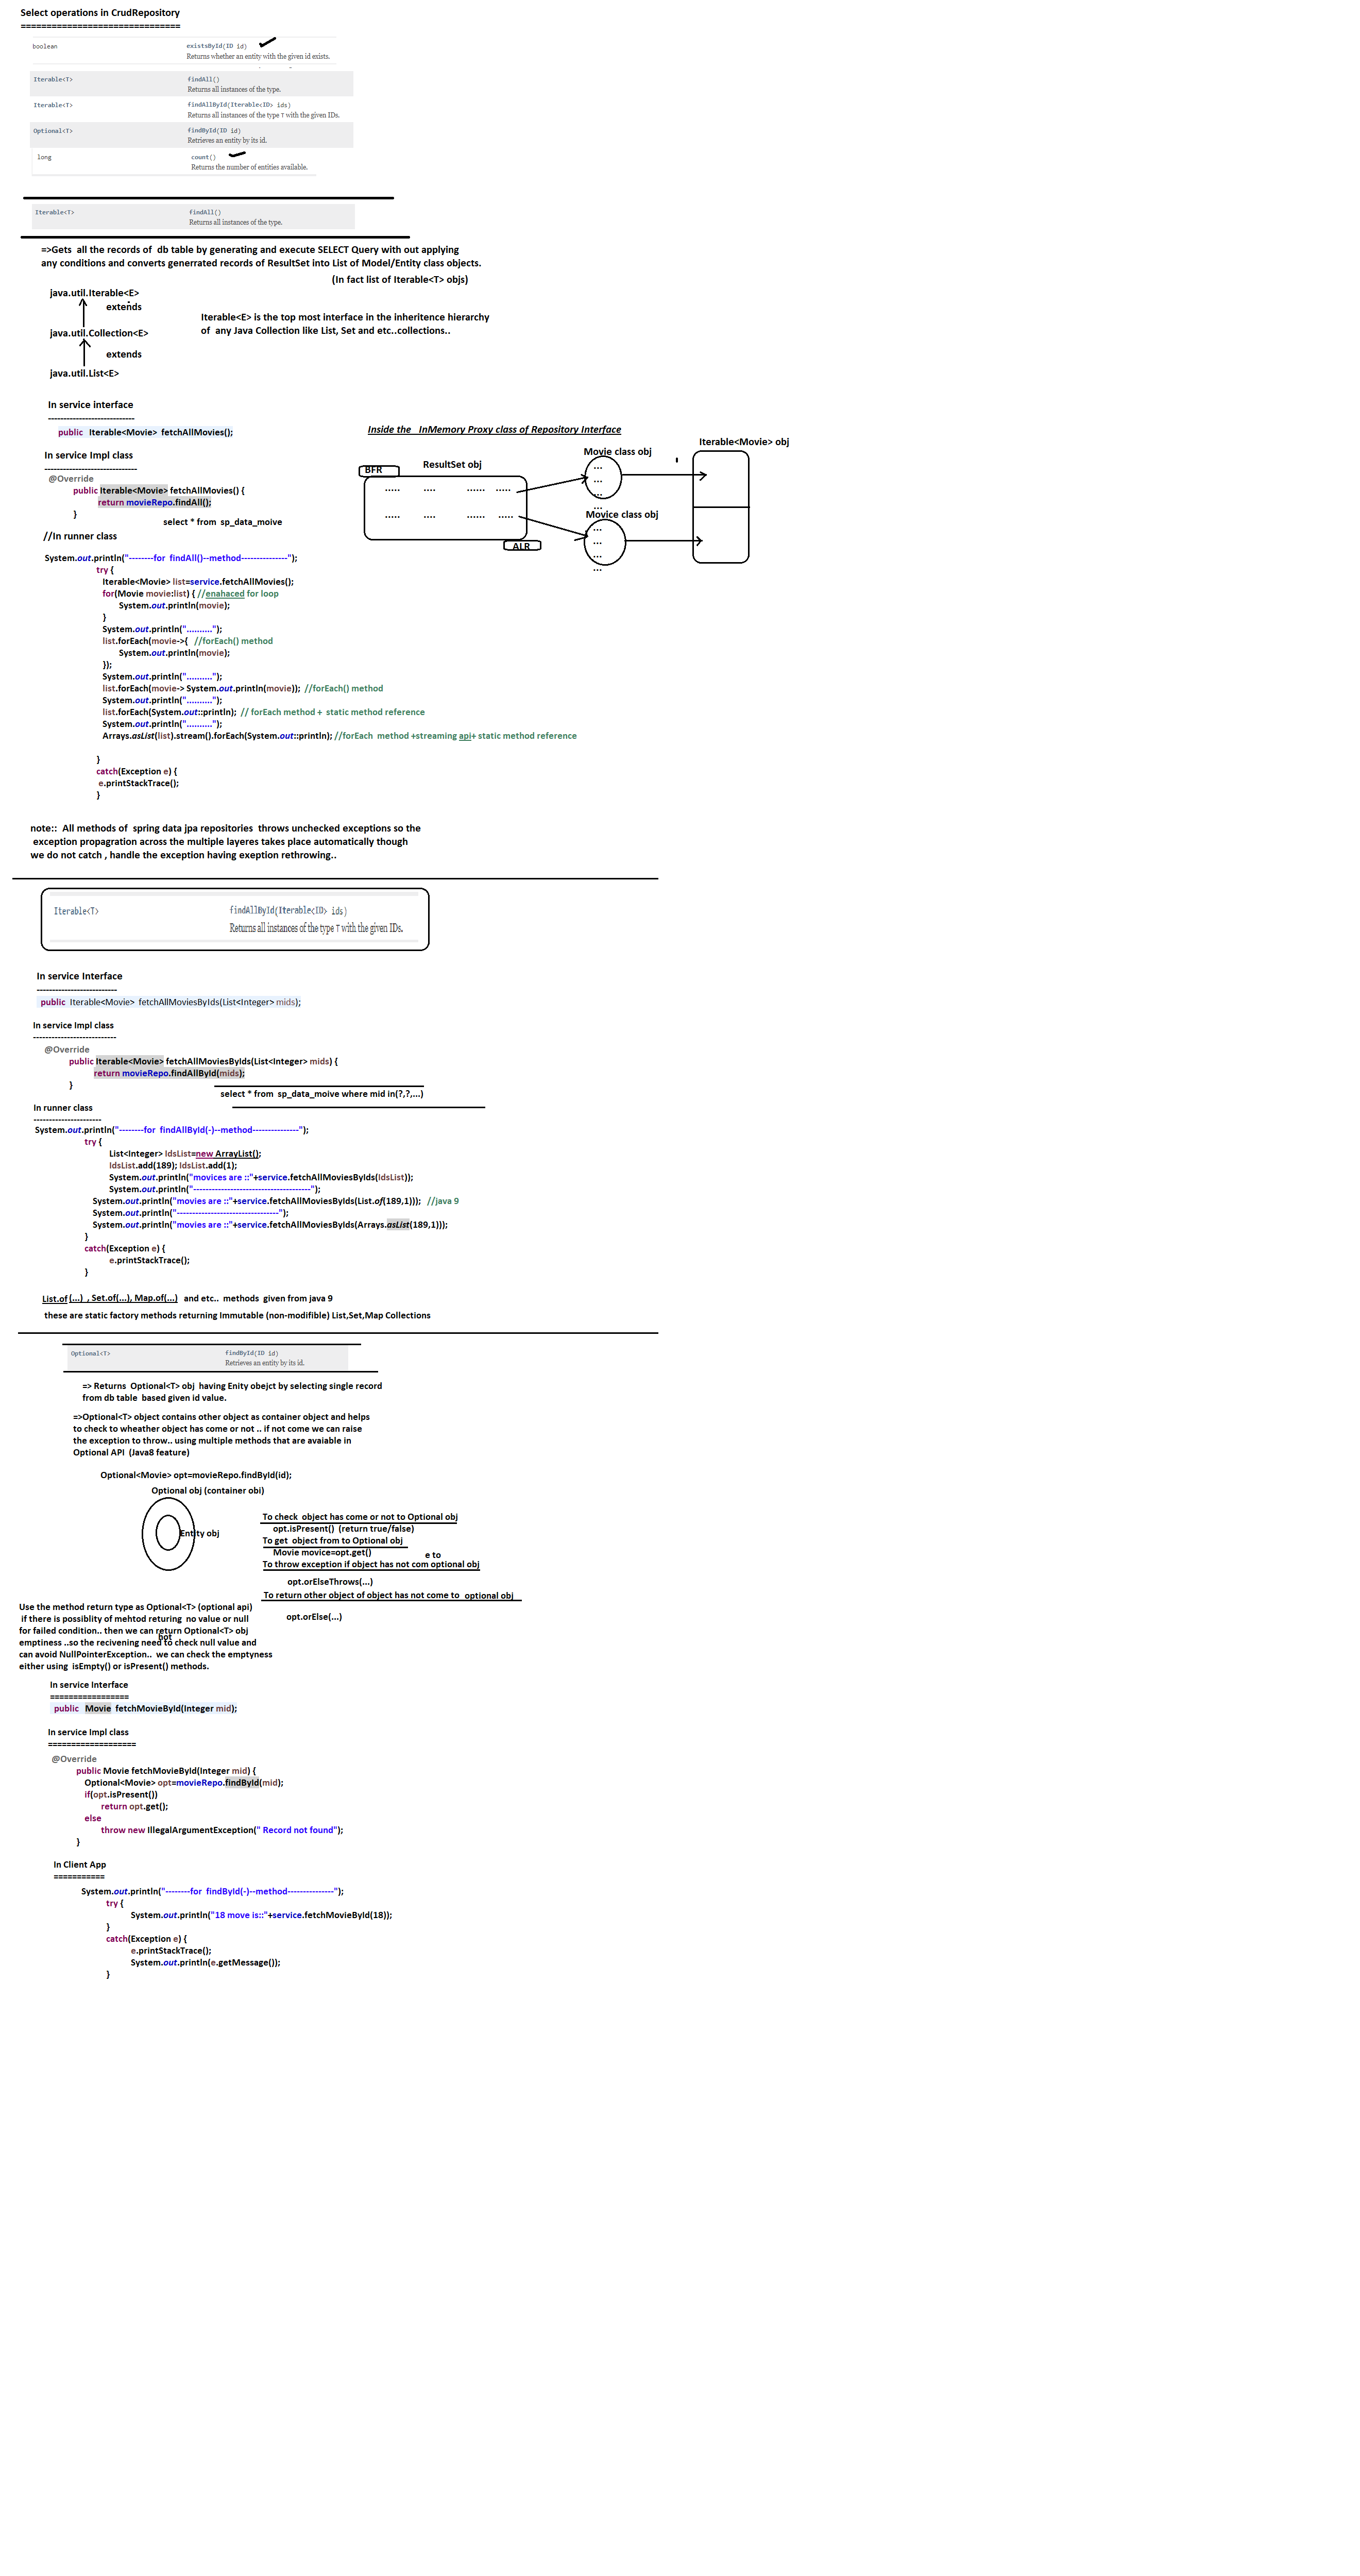 Select operations in CrudRepository
===============================
boolean existsById(ID id)
Returns whether an entity with the given id exists.
Iterable<T> findAll()
Returns all instances of the type.
Iterable<T> findAllById(Iterable<ID> ids)
Returns all instances of the type T with the given IDs.
Optional<T> findById(ID id)
Retrieves an entity by its id.
long count()
Returns the number of entities available.
Iterable<T> findAll()
Returns all instances of the type.
=>Gets all the records of db table by generating and execute SELECT Query with out applying
any conditions and converts generrated records of ResultSet into List of Model/Entity class objects.
(In fact list of Iterable<T> objs)
java.util.Iterable<E>
extends
java.util.Collection<E>
extends
java.util.List<E>
Iterable<E> is the top most interface in the inheritence hierarchy
of any Java Collection like List, Set and etc..collections..
In service interface
----------------------------
public Iterable<Movie> fetchAllMovies();
In service Impl class
------------------------------
@Override
public Iterable<Movie> fetchAllMovies() {
return movieRepo.findAll();
}
select * from sp_data_moive
Inside the InMemory Proxy class of Repository Interface
Iterable<Movie> obj
Movie class obj
ResultSet obj
BFR
..... .... ...... .....
..... .... ...... .....
ALR
...
...
...
...
Movice class obj
...
...
...
...
//In runner class
System.out.println("--------for findAll()--method---------------");
try {
Iterable<Movie> list=service.fetchAllMovies();
for(Movie movie:list) { //enahaced for loop
System.out.println(movie);
}
System.out.println("..........");
list.forEach(movie->{ //forEach() method
System.out.println(movie);
});
System.out.println("..........");
list.forEach(movie-> System.out.println(movie)); //forEach() method
System.out.println("..........");
list.forEach(System.out::println); // forEach method + static method reference
System.out.println("..........");
Arrays.asList(list).stream().forEach(System.out::println); //forEach method +streaming api+ static method reference
}
catch(Exception e) {
e.printStackTrace();
}
note:: All methods of spring data jpa repositories throws unchecked exceptions so the
exception propagration across the multiple layeres takes place automatically though
we do not catch , handle the exception having exeption rethrowing..
Iterable<T> findAllById(Iterable<ID> ids)
Returns all instances of the type T with the given IDs.
In service Interface
--------------------------
public Iterable<Movie> fetchAllMoviesByIds(List<Integer> mids);
In service Impl class
---------------------------
@Override
public Iterable<Movie> fetchAllMoviesByIds(List<Integer> mids) {
return movieRepo.findAllById(mids);
}
select * from sp_data_moive where mid in(?,?,...)
In runner class
----------------------
System.out.println("--------for findAllById(-)--method---------------");
try {
List<Integer> IdsList=new ArrayList();
IdsList.add(189); IdsList.add(1);
System.out.println("movices are ::"+service.fetchAllMoviesByIds(IdsList));
System.out.println("--------------------------------------");
System.out.println("movies are ::"+service.fetchAllMoviesByIds(List.of(189,1))); //java 9
System.out.println("---------------------------------");
System.out.println("movies are ::"+service.fetchAllMoviesByIds(Arrays.asList(189,1)));
}
catch(Exception e) {
e.printStackTrace();
}
List.of (...) , Set.of(...), Map.of(...) and etc.. methods given from java 9
these are static factory methods returning Immutable (non-modifible) List,Set,Map Collections
Optional<T> findById(ID id)
Retrieves an entity by its id.
=> Returns Optional<T> obj having Enity obejct by selecting single record
from db table based given id value.
=>Optional<T> object contains other object as container object and helps
to check to wheather object has come or not .. if not come we can raise
the exception to throw.. using multiple methods that are avaiable in
Optional API (Java8 feature)
Optional<Movie> opt=movieRepo.findById(id);
Optional obj (container obi)
Entity obj
To check object has come or not to Optional obj
opt.isPresent() (return true/false)
To get object from to Optional obj
Movie movice=opt.get()
e to
To throw exception if object has not com optional obj
opt.orElseThrows(...)
To return other object of object has not come to optional obj
opt.orElse(...)
Use the method return type as Optional<T> (optional api)
if there is possiblity of mehtod returing no value or null
for failed condition.. then we can return Optional<T> obj
not
emptiness ..so the recivening need to check null value and
can avoid NullPointerException.. we can check the emptyness
either using isEmpty() or isPresent() methods.
In service Interface
=================
public Movie fetchMovieById(Integer mid);
In service Impl class
===================
@Override
public Movie fetchMovieById(Integer mid) {
Optional<Movie> opt=movieRepo.findById(mid);
if(opt.isPresent())
return opt.get();
else
throw new IllegalArgumentException(" Record not found");
}
In Client App
===========
System.out.println("--------for findById(-)--method---------------");
try {
System.out.println("18 move is::"+service.fetchMovieById(18));
}
catch(Exception e) {
e.printStackTrace();
System.out.println(e.getMessage());
}